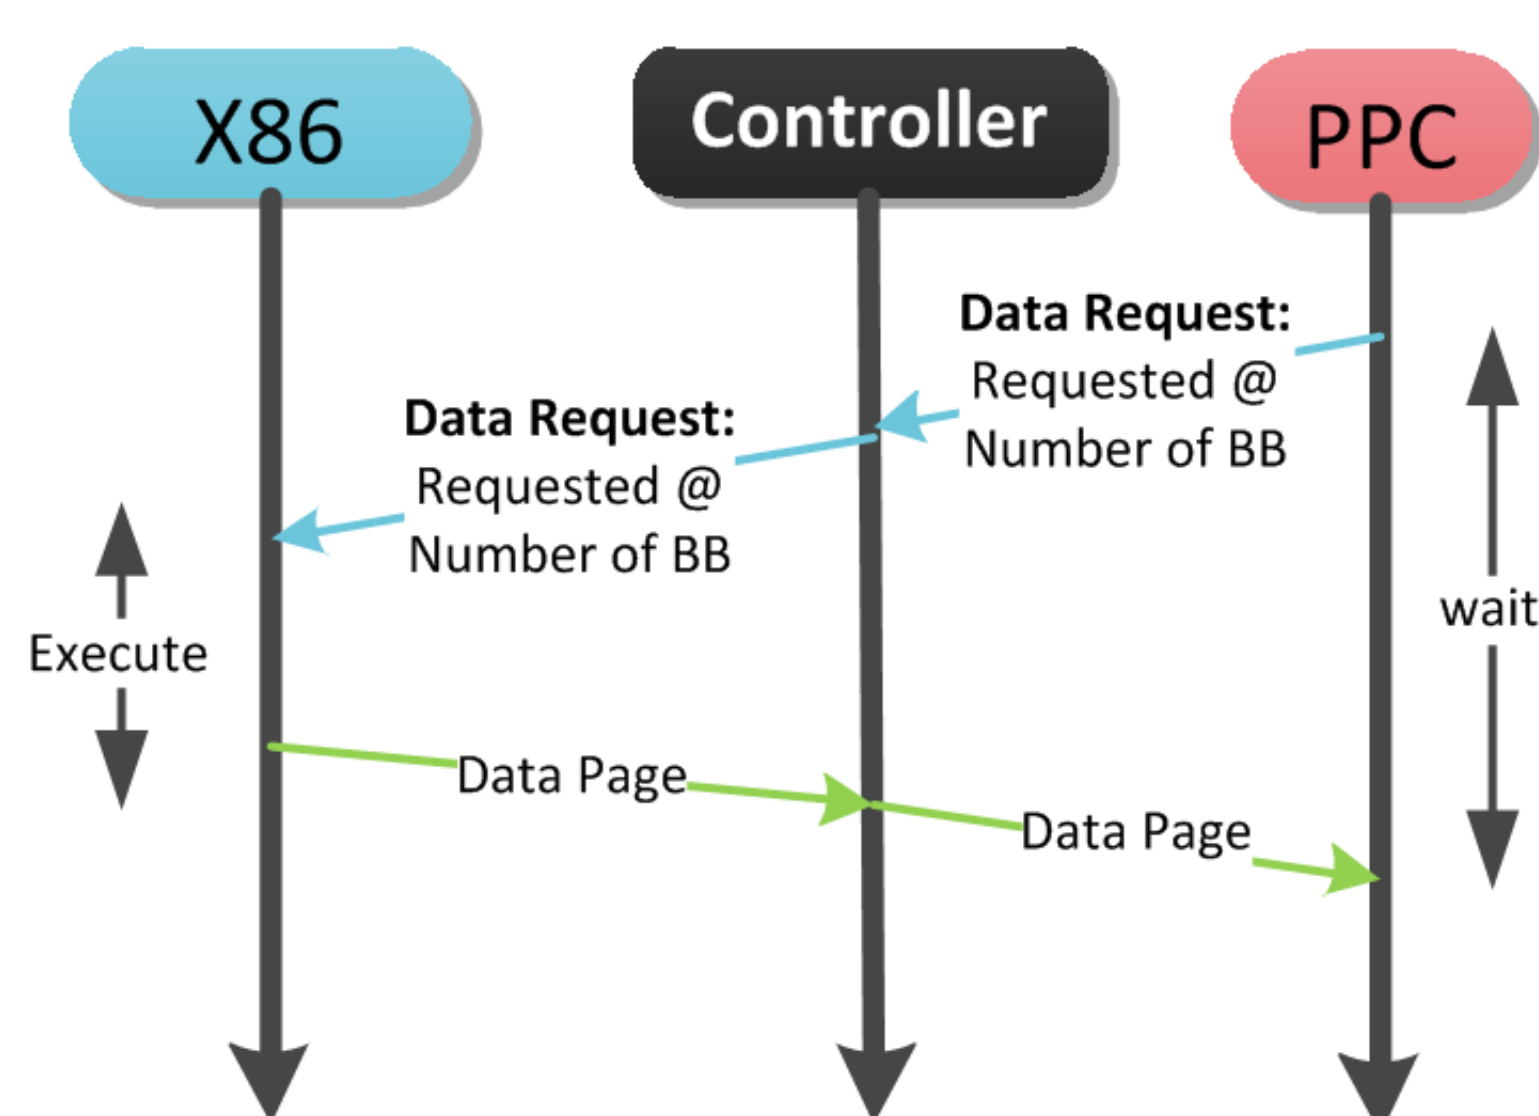 X86
Controller
PPC
Data Request:
Requested @
Number of BB
Data Request:
Requested @
Number of BB
wait
Execute
Data Page
Data Page